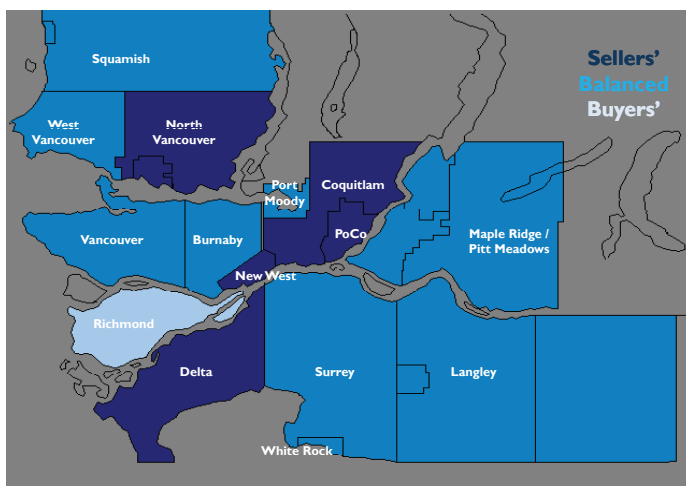 Squamish
Sellers'
Balanced
Buyers'
West
Vancouver
North
Vancouver
Port
Moody
Coquitlam
Vancouver
Burnaby
PoCo
Maple Ridge /
Pitt Meadows
New West
Richmond
Delta
Surrey
Langley
White Rock